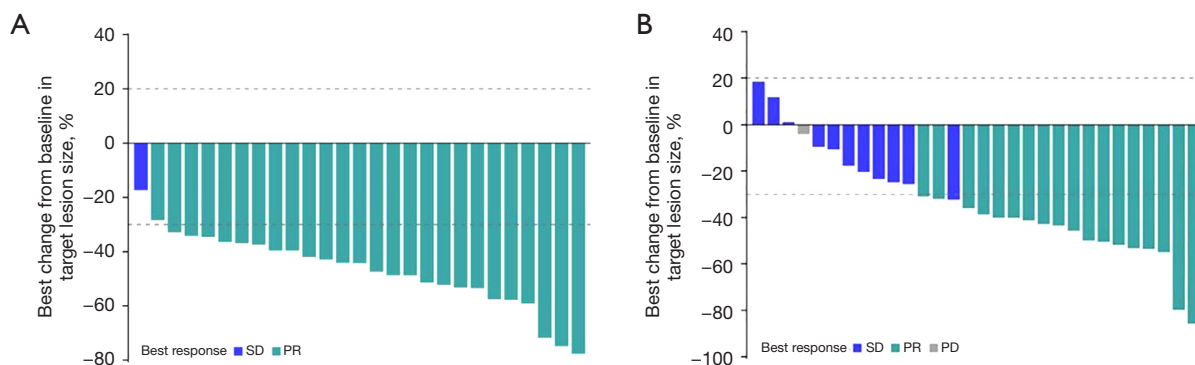 A
Best change from baseline in
target lesion size, %
40
20
0
−20
−40
−60
−80
Best response SD PR
B
Best change from baseline in
target lesion size, %
40
20
0
−20
−40
−60
−80
−100
Best response SD PR PD